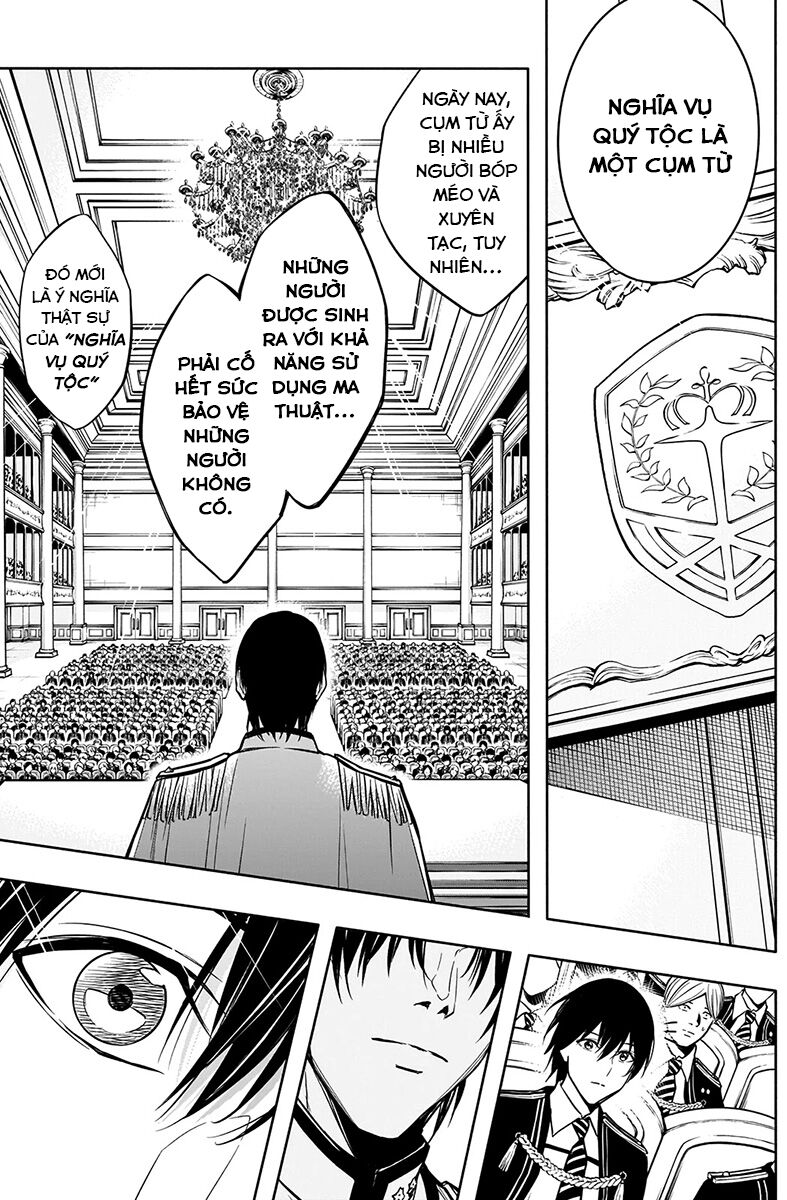 NGHĨA VỤ
QUÝ TỘC LÀ
MỘT CỤM TỪ
NGÀY NAY,
CỤM TỪ ẤY
BỊ NHIỀU
NGƯỜI BÓP
MÉO VÀ
XUYÊN
TẠC, TUY
NHIÊN...
NHỮNG
NGƯỜI
ĐƯỢC SINH
RA VỚI KHẢ
NĂNG SỬ
DỤNG MA
THUẬT...
PHẢI CỐ
HẾT SỨC
BẢO VỆ
NHỮNG
NGƯỜI
KHÔNG
CÓ.
ĐÓ MỚI
LÀ Ý NGHĨA
THẬT SỰ
CỦA "NGHĨA
VỤ QUÝ
TỘC"